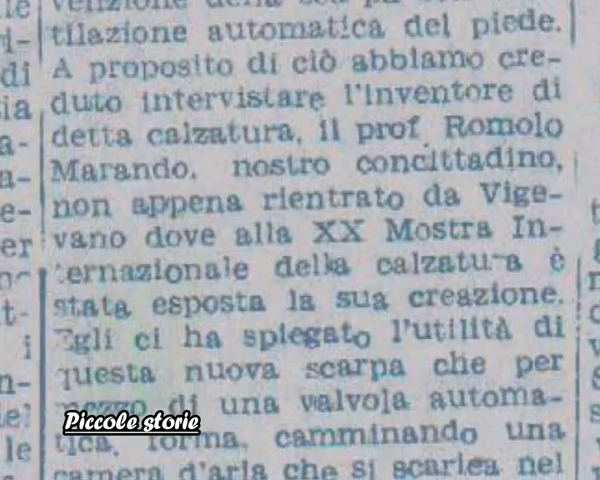 tilazione automatica del piede.
A proposito di ciò abbiamo cre-
duto intervistare l'inventore di
detta calzatura, il prof. Romolo
Marando, nostro concittadino,
non appena rientrato da Vige-
vano dove alla XX Mostra In-
ternazionale della calzatura è
stata esposta la sua creazione.
Egli ci ha spiegato l'utilità di
questa nuova scarpa che per
mezzo di una valvola automa-
Piccole storie
tica, forma, camminando una
camera d'aria che si scarica nel